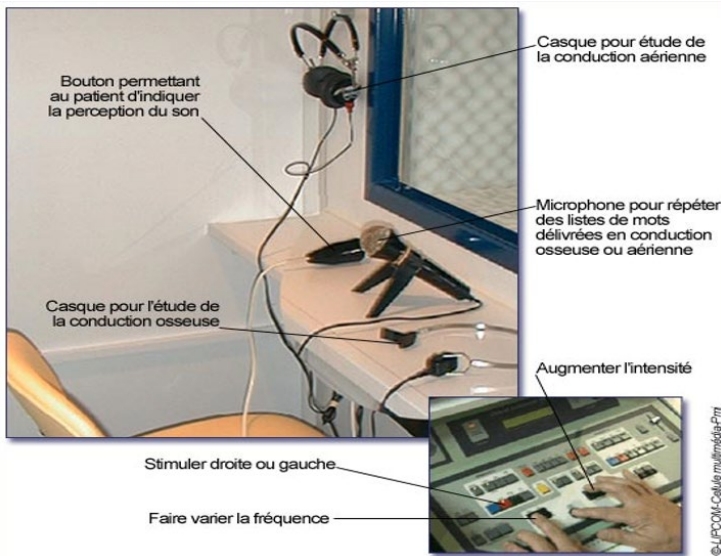 Casque pour étude de
la conduction aérienne
Bouton permettant
au patient d'indiquer
la perception du son
Microphone pour répéter
des listes de mots
délivrées en conduction
osseuse ou aérienne
Casque pour l'étude de
la conduction osseuse
Augmenter l'intensité
Stimuler droite ou gauche
Faire varier la fréquence